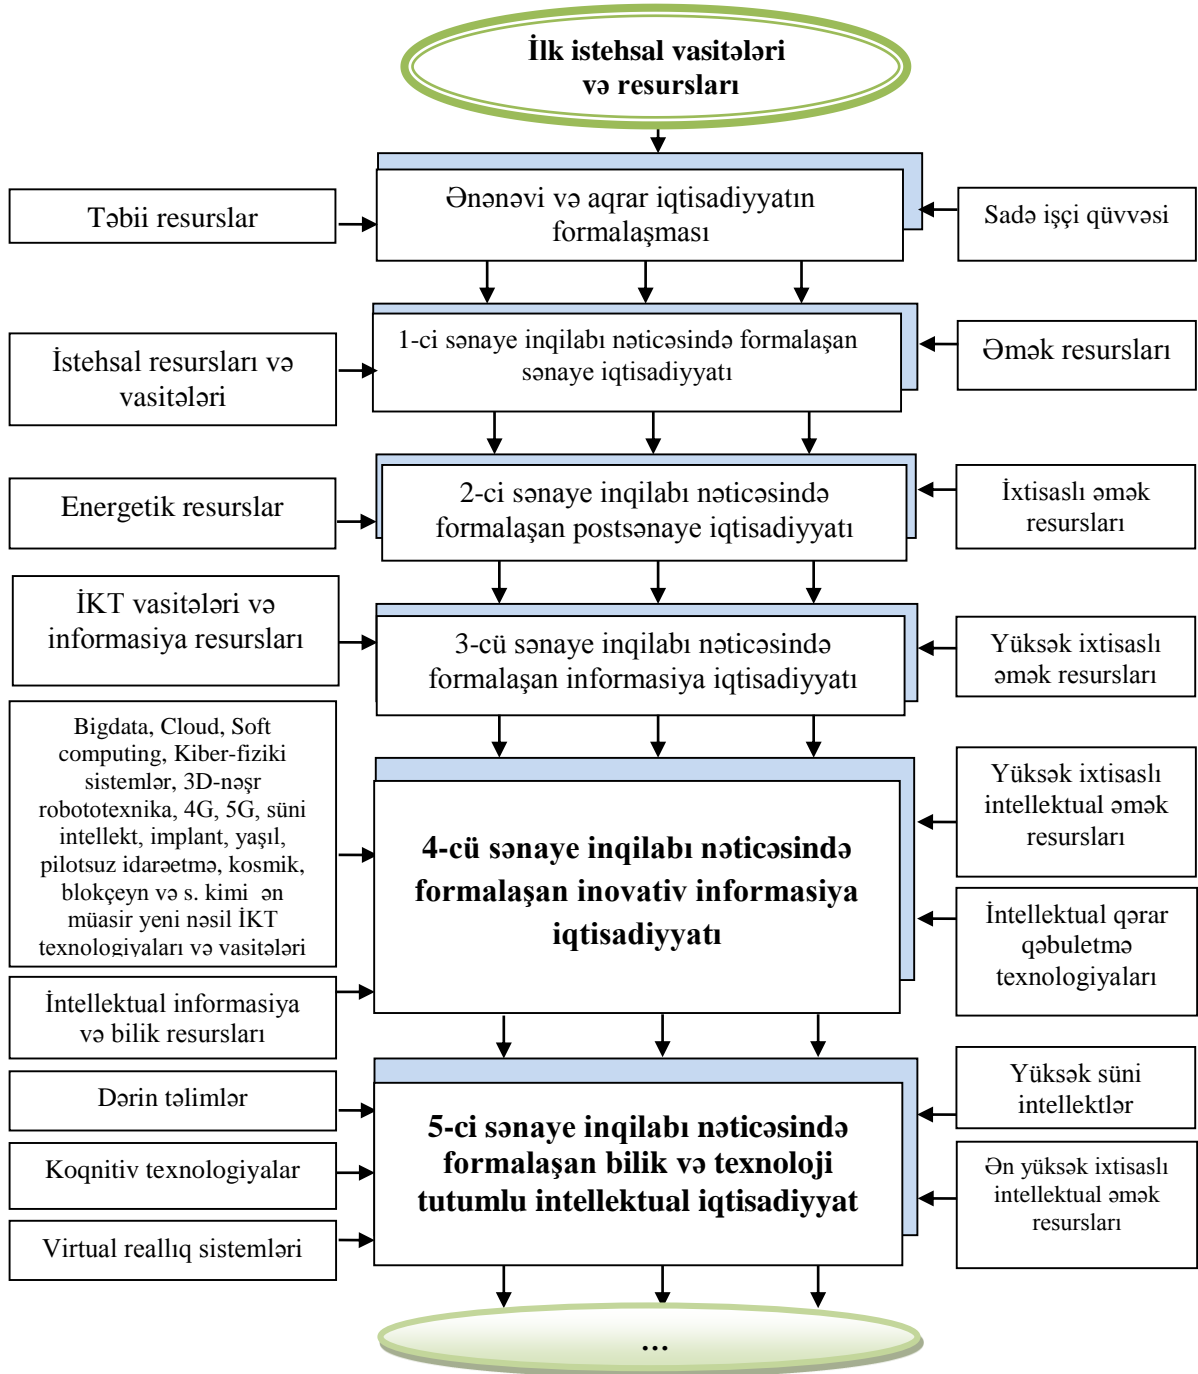 İlk istehsal vasitələri
və resursları
Təbii resurslar
Ənənəvi və aqrar iqtisadiyyatın
formalaşması
Sadə işçi qüvvəsi
İstehsal resursları və
vasitələri
1-ci sənaye inqilabı nəticəsində formalaşan
sənaye iqtisadiyyatı
Əmək resursları
Energetik resurslar
2-ci sənaye inqilabı nəticəsində
formalaşan postsənaye iqtisadiyyatı
İxtisaslı əmək
resursları
İKT vasitələri və
informasiya resursları
3-cü sənaye inqilabı nəticəsində
formalaşan informasiya iqtisadiyyatı
Yüksək ixtisaslı
əmək resursları
Bigdata, Cloud, Soft
computing, Kiber-fiziki
sistemlər, 3D-nəşr
robototexnika, 4G, 5G, süni
intellekt, implant, yaşıl,
pilotsuz idarəetmə, kosmik,
blokçeyn və s. kimi ən
müasir yeni nəsil İKT
texnologiyaları və vasitələri
4-cü sənaye inqilabı nəticəsində
formalaşan inovativ informasiya
iqtisadiyyatı
Yüksək ixtisaslı
intellektual əmək
resursları
İntellektual qərar
qəbuletmə
texnologiyaları
İntellektual informasiya
və bilik resursları
Dərin təlimlər
Koqnitiv texnologiyalar
Virtual reallıq sistemləri
5-ci sənaye inqilabı nəticəsində
formalaşan bilik və texnoloji
tutumlu intellektual iqtisadiyyat
Yüksək süni
intellektlər
Ən yüksək ixtisaslı
intellektual əmək
resursları
...